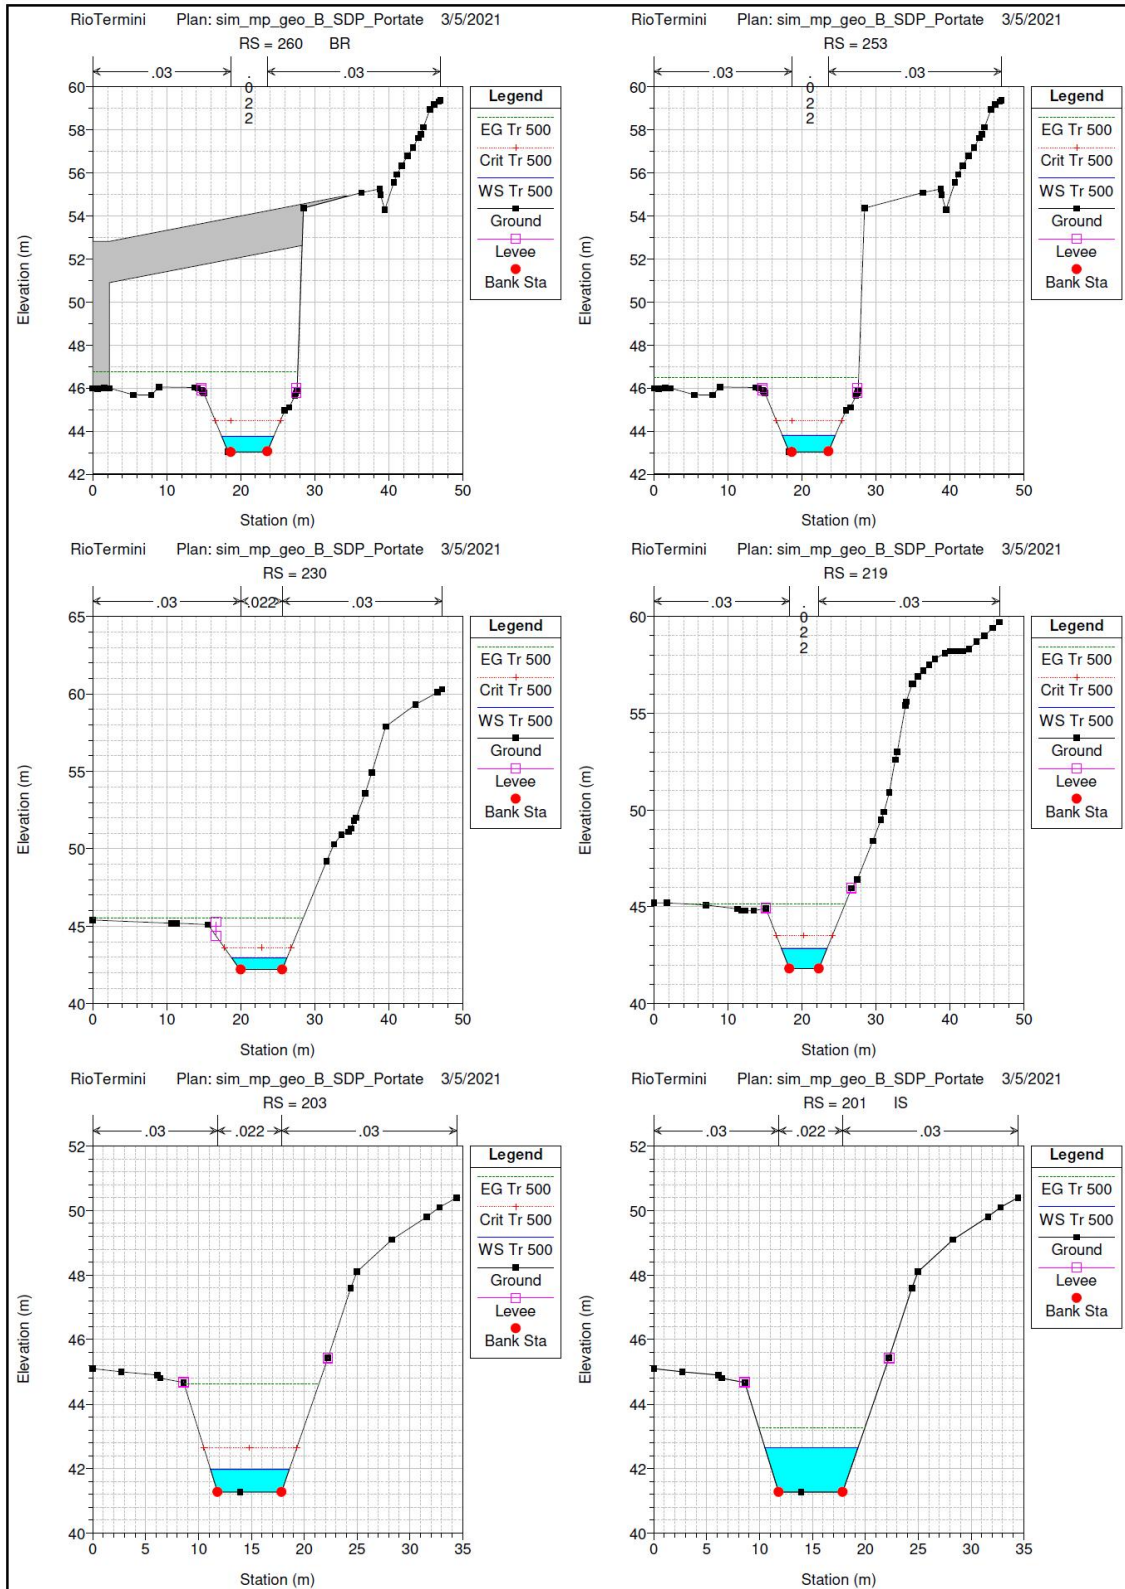 RioTermini Plan: sim_mp_geo_B_SDP_Portate 3/5/2021
RS = 260 BR
.03 .022 .03
Elevation (m)
60
58
56
54
52
50
48
46
44
42
0 10 20 30 40 50
Station (m)
Legend
EG Tr 500
Crit Tr 500
WS Tr 500
Ground
Levee
Bank Sta
RioTermini Plan: sim_mp_geo_B_SDP_Portate 3/5/2021
RS = 253
.03 .022 .03
Elevation (m)
60
58
56
54
52
50
48
46
44
42
0 10 20 30 40 50
Station (m)
Legend
EG Tr 500
Crit Tr 500
WS Tr 500
Ground
Levee
Bank Sta
RioTermini Plan: sim_mp_geo_B_SDP_Portate 3/5/2021
RS = 230
.03 .022 .03
Elevation (m)
65
60
55
50
45
40
0 10 20 30 40 50
Station (m)
Legend
EG Tr 500
Crit Tr 500
WS Tr 500
Ground
Levee
Bank Sta
RioTermini Plan: sim_mp_geo_B_SDP_Portate 3/5/2021
RS = 219
.03 .022 .03
Elevation (m)
60
55
50
45
40
0 10 20 30 40 50
Station (m)
Legend
EG Tr 500
Crit Tr 500
WS Tr 500
Ground
Levee
Bank Sta
RioTermini Plan: sim_mp_geo_B_SDP_Portate 3/5/2021
RS = 203
.03 .022 .03
Elevation (m)
52
50
48
46
44
42
40
0 5 10 15 20 25 30 35
Station (m)
Legend
EG Tr 500
Crit Tr 500
WS Tr 500
Ground
Levee
Bank Sta
RioTermini Plan: sim_mp_geo_B_SDP_Portate 3/5/2021
RS = 201 IS
.03 .022 .03
Elevation (m)
52
50
48
46
44
42
40
0 5 10 15 20 25 30 35
Station (m)
Legend
EG Tr 500
WS Tr 500
Ground
Levee
Bank Sta